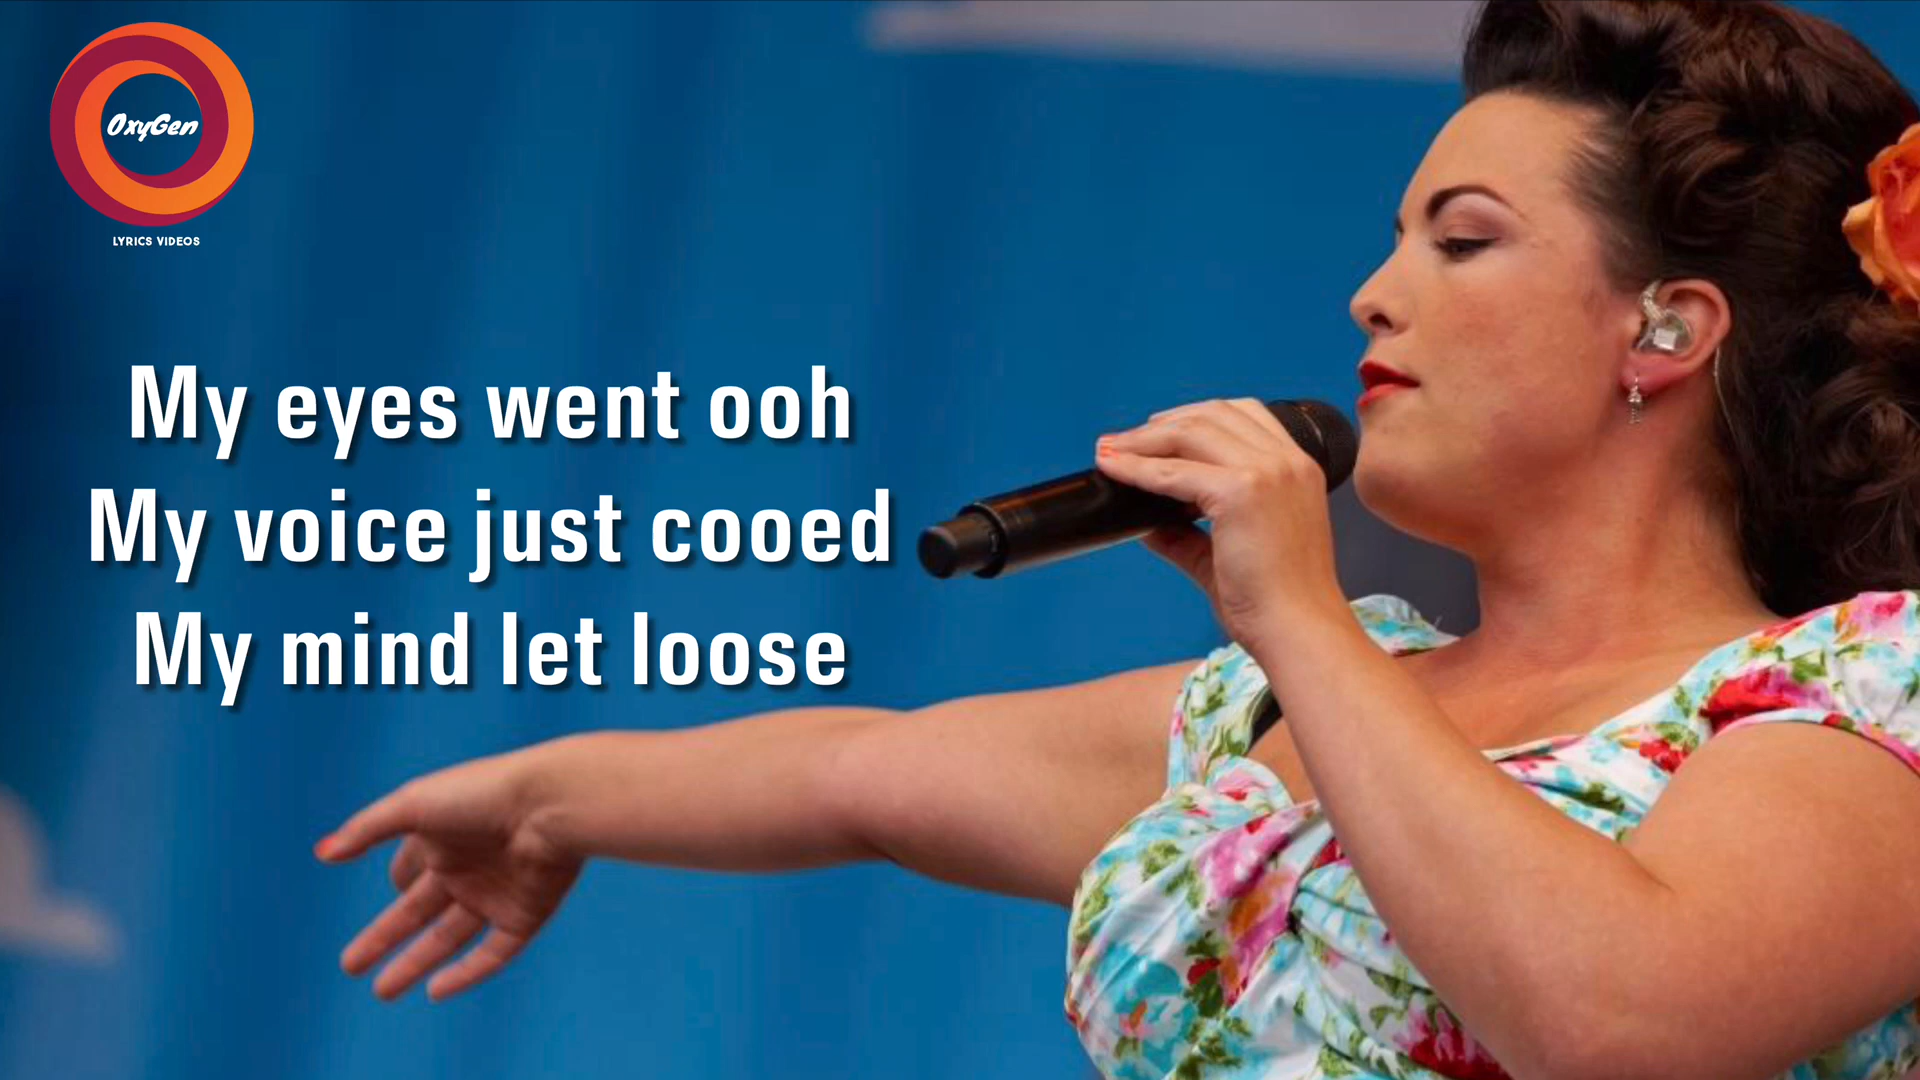 OxyGen
LYRICS VIDEOS
My eyes went ooh
My voice just cooed
My mind let loose